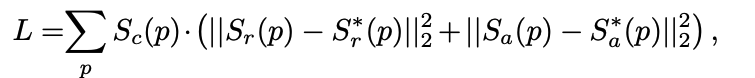 L = ∑_p S_c(p) · (||S_r(p) − S_r^*(p)||_2^2 + ||S_a(p) − S_a^*(p)||_2^2) ,